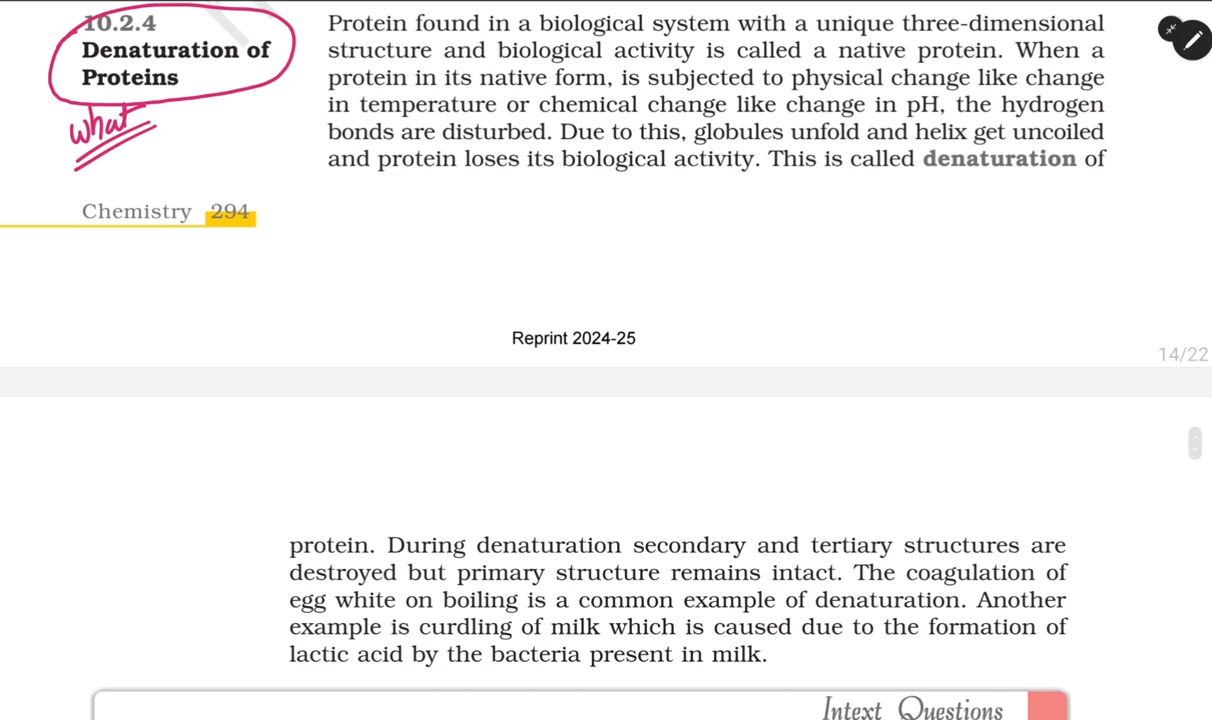 10.2.4
Denaturation of
Proteins
what
Protein found in a biological system with a unique three-dimensional
structure and biological activity is called a native protein. When a
protein in its native form, is subjected to physical change like change
in temperature or chemical change like change in pH, the hydrogen
bonds are disturbed. Due to this, globules unfold and helix get uncoiled
and protein loses its biological activity. This is called denaturation of
Chemistry 294
Reprint 2024-25
14/22
protein. During denaturation secondary and tertiary structures are
destroyed but primary structure remains intact. The coagulation of
egg white on boiling is a common example of denaturation. Another
example is curdling of milk which is caused due to the formation of
lactic acid by the bacteria present in milk.
Intext Questions